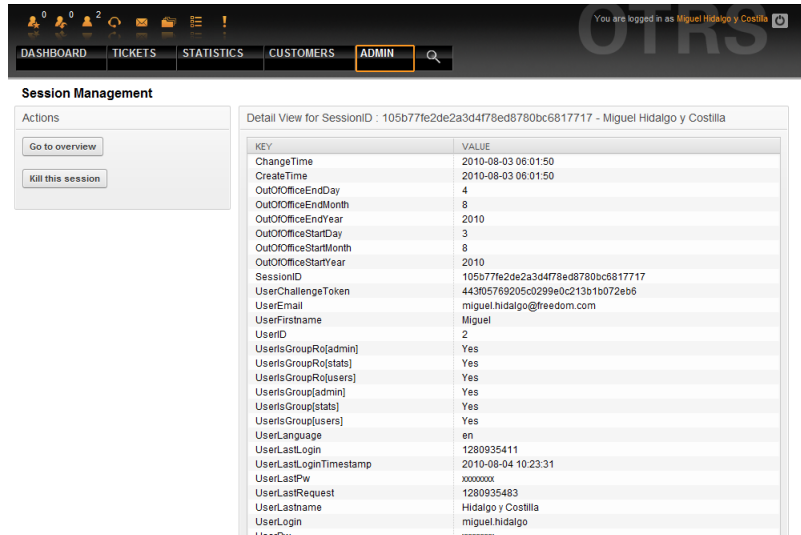 0 0 2
You are logged in as Miguel Hidalgo y Costilla
OTRS
DASHBOARD TICKETS STATISTICS CUSTOMERS ADMIN
Session Management
Actions
Go to overview
Kill this session
Detail View for SessionID : 105b77fe2de2a3d4f78ed8780bc6817717 - Miguel Hidalgo y Costilla
KEY VALUE
ChangeTime 2010-08-03 06:01:50
CreateTime 2010-08-03 06:01:50
OutOfOfficeEndDay 4
OutOfOfficeEndMonth 8
OutOfOfficeEndYear 2010
OutOfOfficeStartDay 3
OutOfOfficeStartMonth 8
OutOfOfficeStartYear 2010
SessionID 105b77fe2de2a3d4f78ed8780bc6817717
UserChallengeToken 443f05769205c0299e0c213b1b072eb6
UserEmail miguel.hidalgo@freedom.com
UserFirstname Miguel
UserID 2
UserIsGroupRo[admin] Yes
UserIsGroupRo[stats] Yes
UserIsGroupRo[users] Yes
UserIsGroup[admin] Yes
UserIsGroup[stats] Yes
UserIsGroup[users] Yes
UserLanguage en
UserLastLogin 1280935411
UserLastLoginTimestamp 2010-08-04 10:23:31
UserLastPw xxxxxxxx
UserLastRequest 1280935483
UserLastname Hidalgo y Costilla
UserLogin miguel.hidalgo